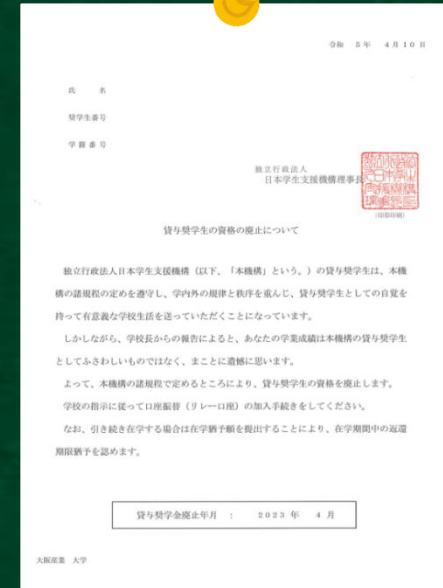 令和 5年 4月10日
氏 名
奨学生番号
学籍番号
独立行政法人
日本学生支援機構理事長
(印影印刷)
貸与奨学生の資格の廃止について
独立行政法人日本学生支援機構(以下、「本機構」という。)の貸与奨学生は、本機
構の諸規程の定めを遵守し、学内外の規律と秩序を重んじ、貸与奨学生としての自覚を
持って有意義な学校生活を送っていただくことになっています。
しかしながら、学校長からの報告によると、あなたの学業成績は本機構の貸与奨学生
としてふさわしいものではなく、まことに遺憾に思います。
よって、本機構の諸規程で定めるところにより、貸与奨学生の資格を廃止します。
学校の指示に従って口座振替(リレー口座)の加入手続きをしてください。
なお、引き続き在学する場合は在学猶予願を提出することにより、在学期間中の返還
期限猶予を認めます。
貸与奨学金廃止年月 : 2023 年 4 月
大阪産業 大学